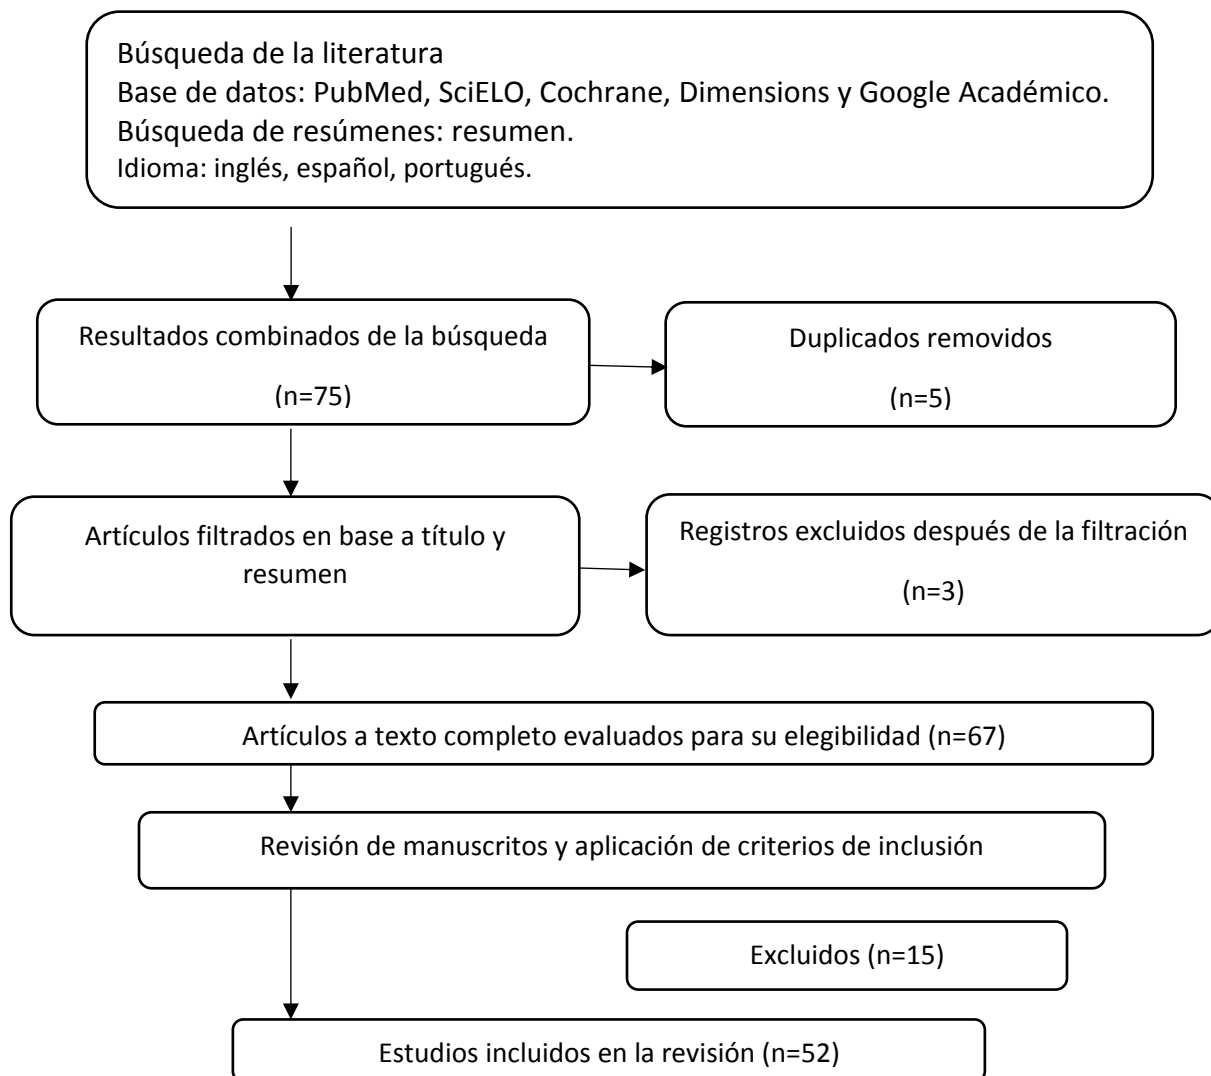 Búsqueda de la literatura
Base de datos: PubMed, SciELO, Cochrane, Dimensions y Google Académico.
Búsqueda de resúmenes: resumen.
Idioma: inglés, español, portugués.
Resultados combinados de la búsqueda
(n=75)
Duplicados removidos
(n=5)
Artículos filtrados en base a título y
resumen
Registros excluidos después de la filtración
(n=3)
Artículos a texto completo evaluados para su elegibilidad (n=67)
Revisión de manuscritos y aplicación de criterios de inclusión
Excluidos (n=15)
Estudios incluidos en la revisión (n=52)